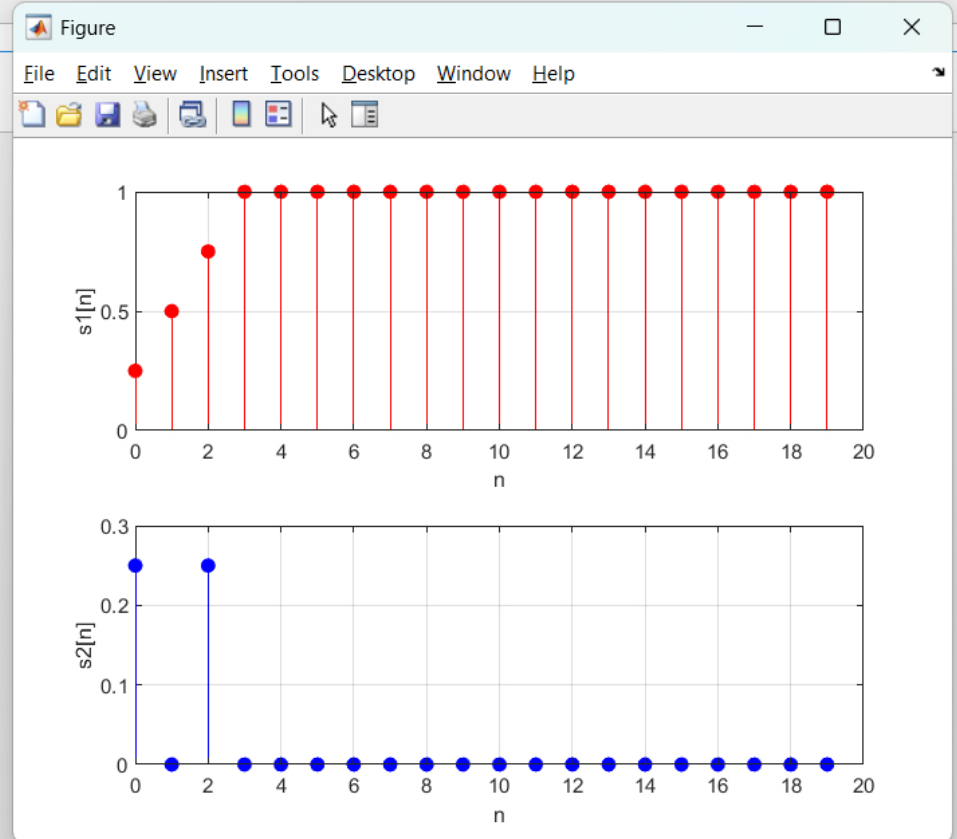 Figure
File Edit View Insert Tools Desktop Window Help
1
0.5
0
s1[n]
0 2 4 6 8 10 12 14 16 18 20
n
0.3
0.2
0.1
0
s2[n]
0 2 4 6 8 10 12 14 16 18 20
n